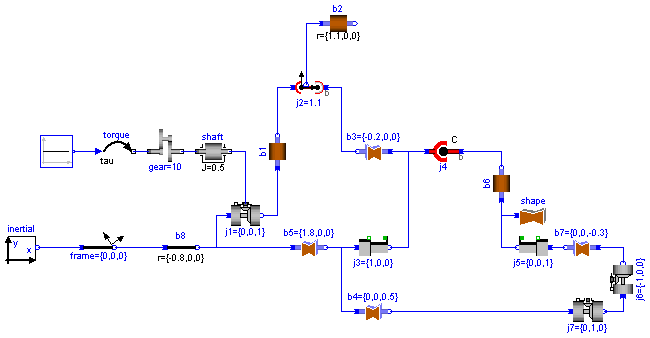 b2
r={1.1,0,0}
b
j2=1.1
torque
tau
gear=10
shaft
J=0.5
b1
b3={-0.2,0,0}
C
b
j4
b6
shape
j1={0,0,1}
inertial
y
x
frame={0,0,0}
b8
r={-0.8,0,0}
b5={1.8,0,0}
j3={1,0,0}
b7={0,0,-0.3}
j5={0,0,1}
j6={-1,0,0}
b4={0,0,0.5}
j7={0,1,0}